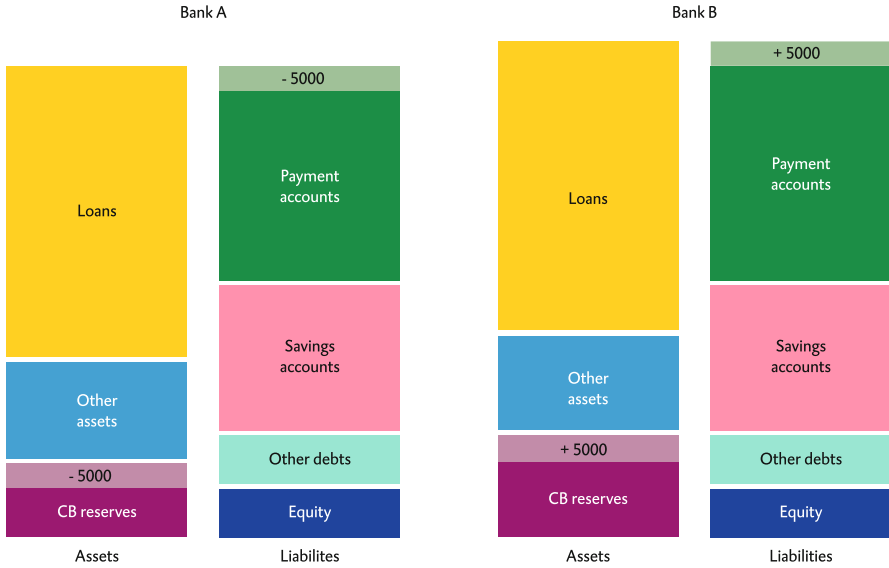 Bank A
- 5000
Payment
accounts
Loans
Savings
accounts
Other
assets
Other debts
- 5000
CB reserves
Equity
Assets
Liabilites
Bank B
+ 5000
Payment
accounts
Loans
Savings
accounts
Other
assets
+ 5000
Other debts
CB reserves
Equity
Assets
Liabilities